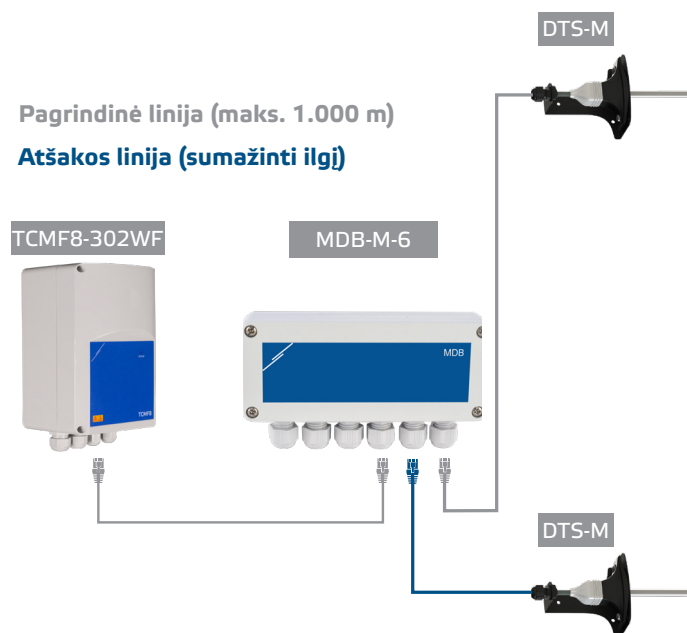 DTS-M
Pagrindinė linija (maks. 1.000 m)
Atšakos linija (sumažinti ilgį)
TCMF8-302WF
MDB-M-6
MDB
TCMF8
DTS-M